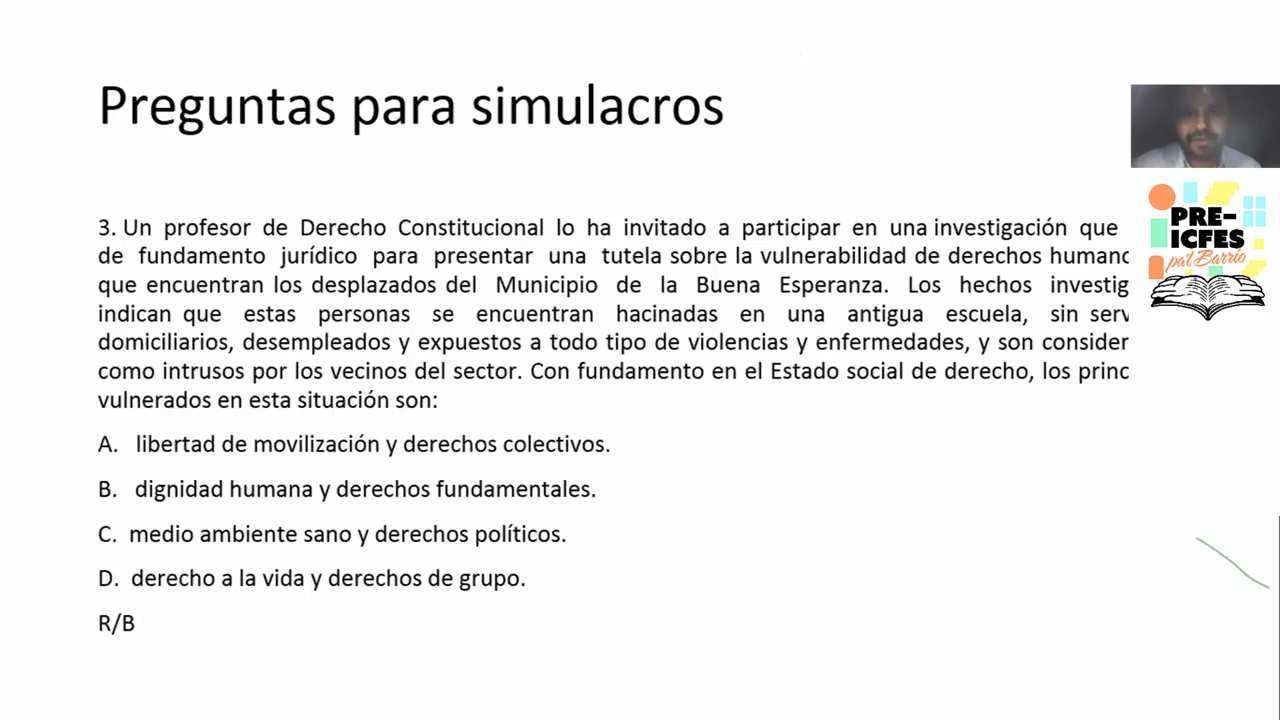 Preguntas para simulacros
3. Un profesor de Derecho Constitucional lo ha invitado a participar en una investigación que
de fundamento jurídico para presentar una tutela sobre la vulnerabilidad de derechos
que encuentran los desplazados del Municipio de la Buena Esperanza. Los hechos
indican que estas personas se encuentran hacinadas en una antigua escuela, sin
domiciliarios, desempleados y expuestos a todo tipo de violencias y enfermedades, y son
como intrusos por los vecinos del sector. Con fundamento en el Estado social de derecho, los
vulnerados en esta situación son:
A. libertad de movilización y derechos colectivos.
B. dignidad humana y derechos fundamentales.
C. medio ambiente sano y derechos políticos.
D. derecho a la vida y derechos de grupo.
R/B
PRE-
ICFES
pa'l Barrio